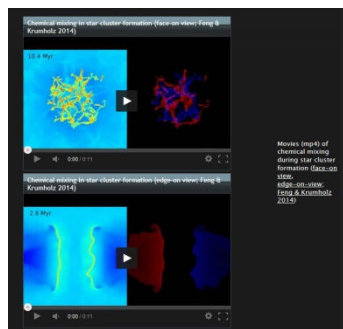 Chemical mixing in star cluster formation (face-on view; Feng &
Krumholz 2014)
10.4 Myr
0:00 / 0:11
Chemical mixing in star cluster formation (edge-on view; Feng &
Krumholz 2014)
2.8 Myr
0:00 / 0:11
Movies (mp4) of
chemical mixing
during star cluster
formation (face-on
view,
edge-on-view;
Feng & Krumholz
2014)